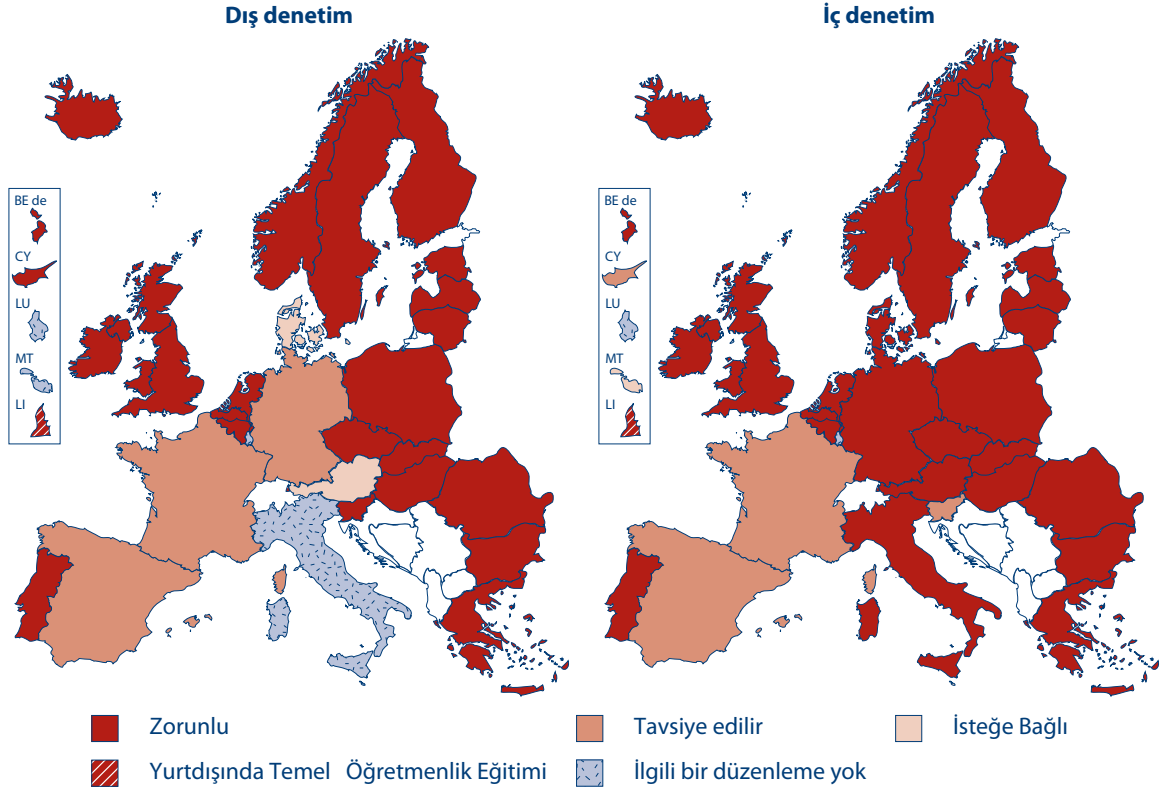 Dış denetim
İç denetim
BE de
CY
LU
MT
LI
BE de
CY
LU
MT
LI
Zorunlu
Tavsiye edilir
İsteğe Bağlı
Yurtdışında Temel Öğretmenlik Eğitimi
İlgili bir düzenleme yok